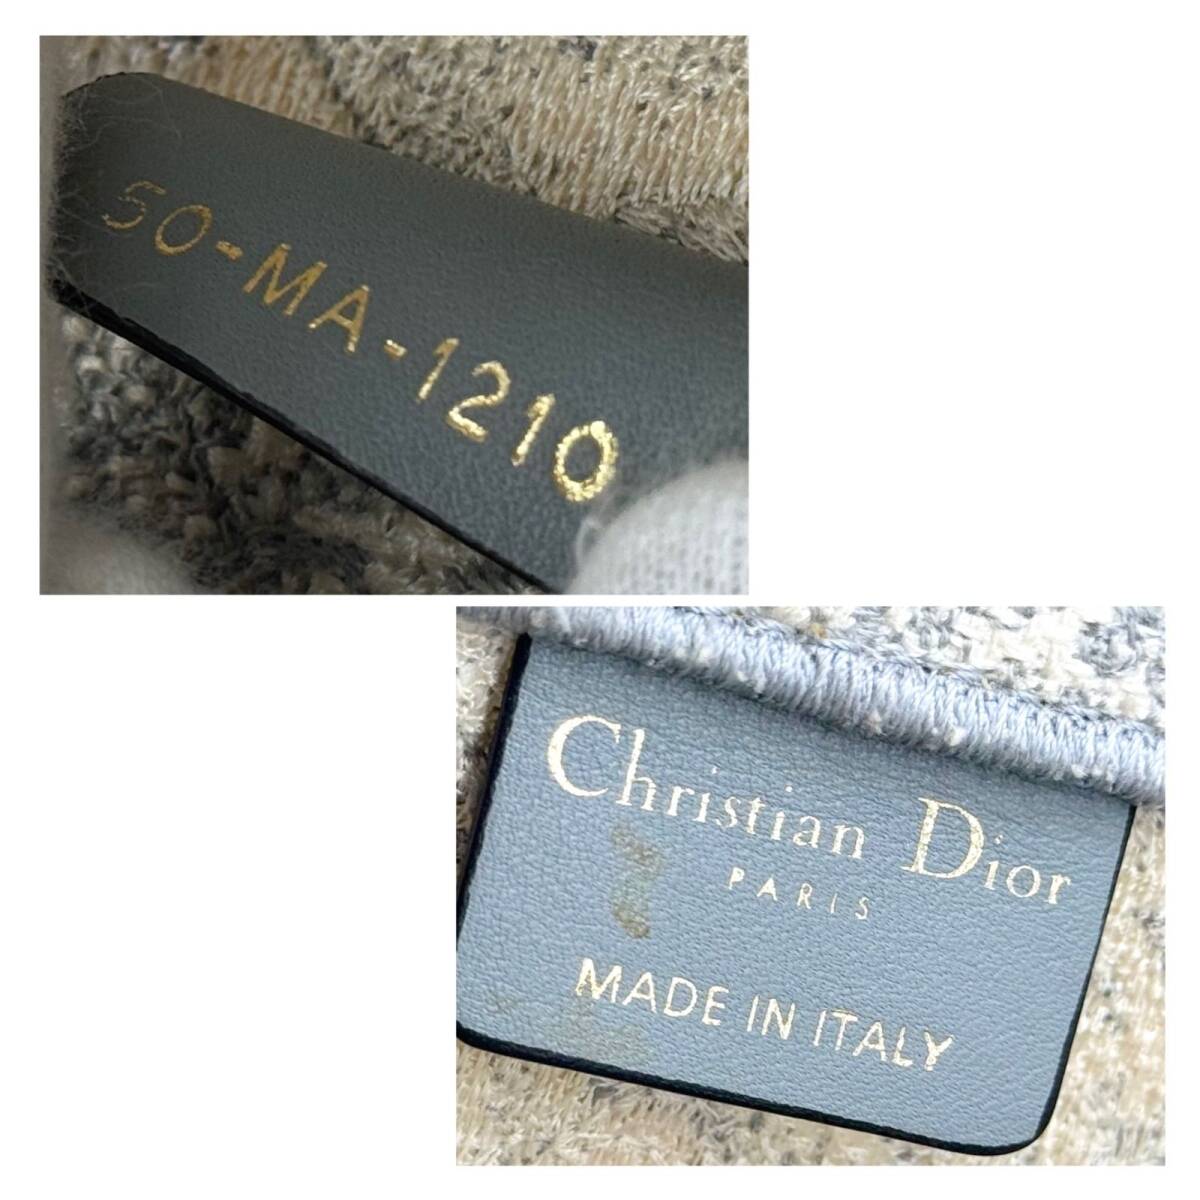 50-MA-1210
Christian Dior
PARIS
MADE IN ITALY